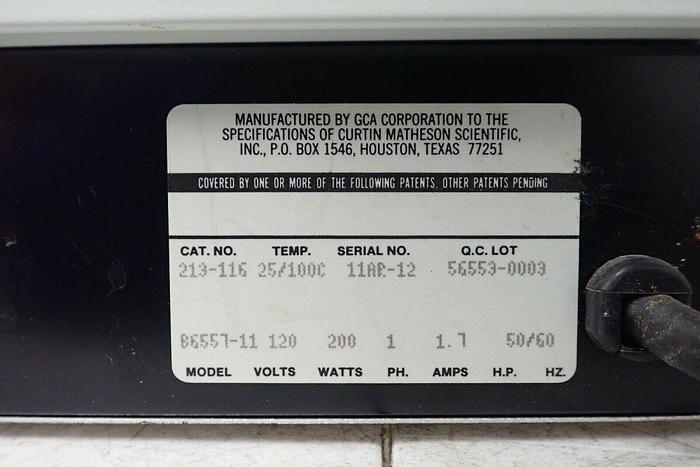 MANUFACTURED BY GCA CORPORATION TO THE
SPECIFICATIONS OF CURTIN MATHESON SCIENTIFIC,
INC., P.O. BOX 1546, HOUSTON, TEXAS 77251
COVERED BY ONE OR MORE OF THE FOLLOWING PATENTS. OTHER PATENTS PENDING
CAT. NO. TEMP. SERIAL NO. Q.C. LOT
213-116 25/100C 11AR-12 56553-0003
B6557-11 120 200 1 1.7 50/60
MODEL VOLTS WATTS PH. AMPS H.P. HZ.